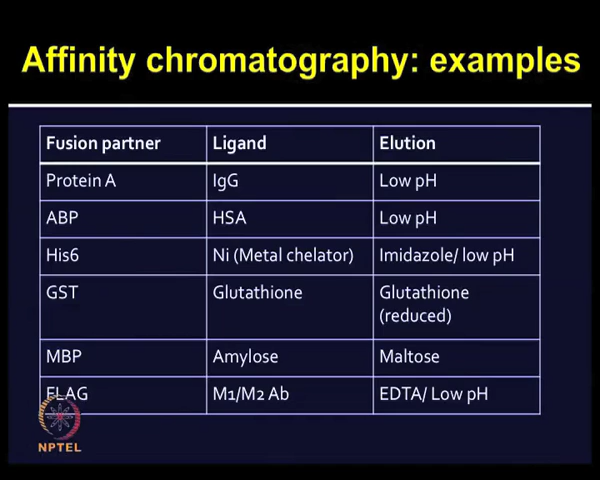 Affinity chromatography: examples
Fusion partner Ligand Elution
Protein A IgG Low pH
ABP HSA Low pH
His6 Ni (Metal chelator) Imidazole/ low pH
GST Glutathione Glutathione
(reduced)
MBP Amylose Maltose
FLAG M1/M2 Ab EDTA/ Low pH
NPTEL